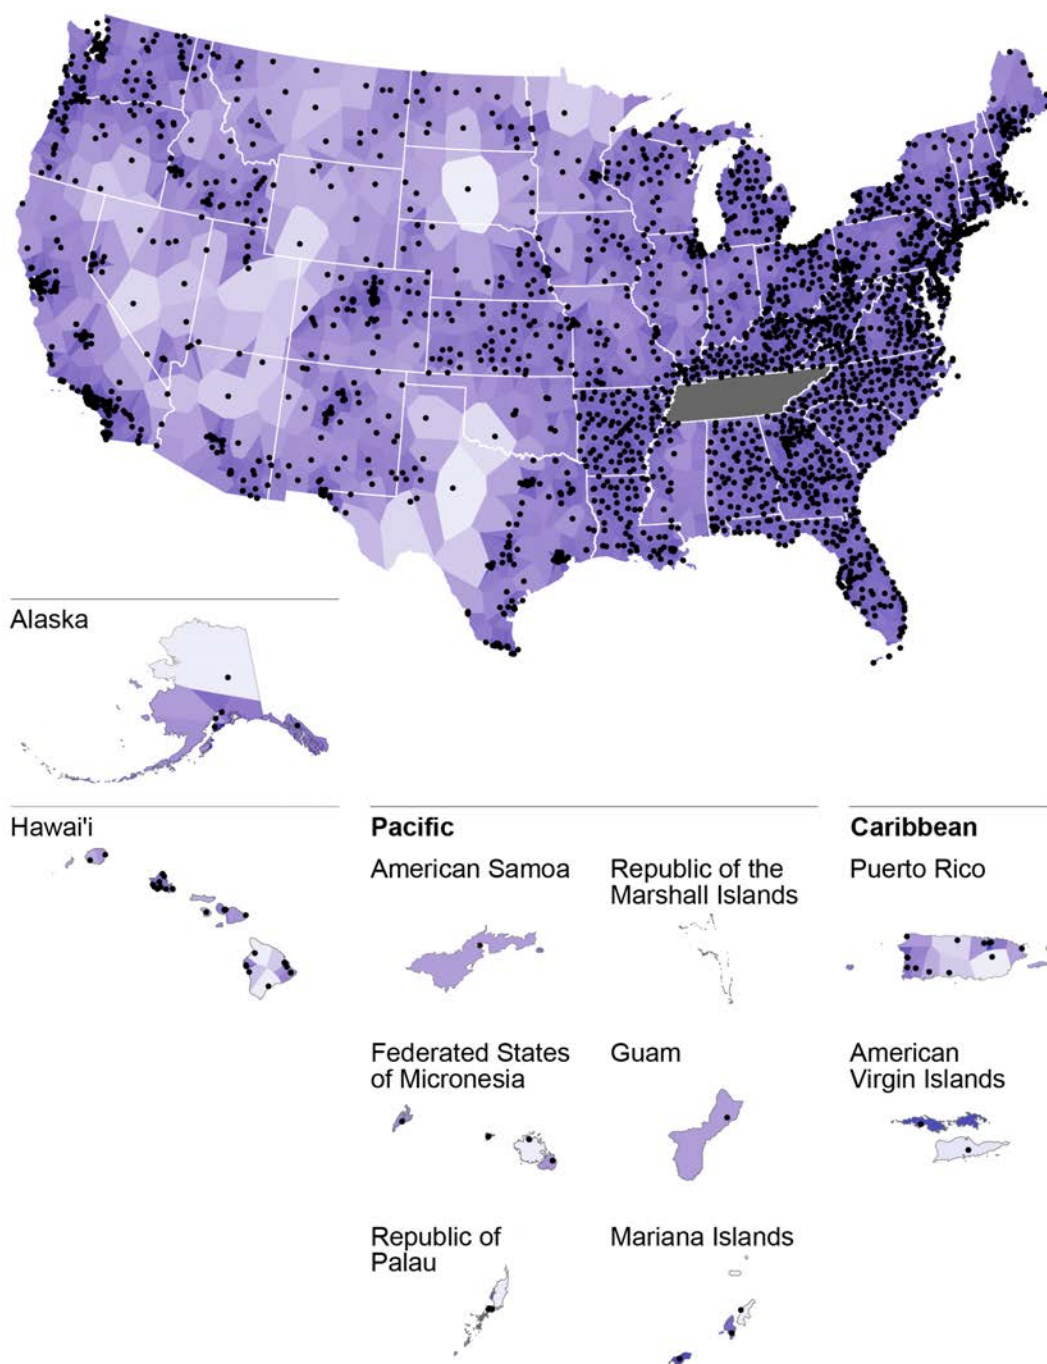 Alaska
Hawai'i
Pacific
Caribbean
American Samoa
Republic of the
Marshall Islands
Puerto Rico
Federated States
of Micronesia
Guam
American
Virgin Islands
Republic of
Palau
Mariana Islands